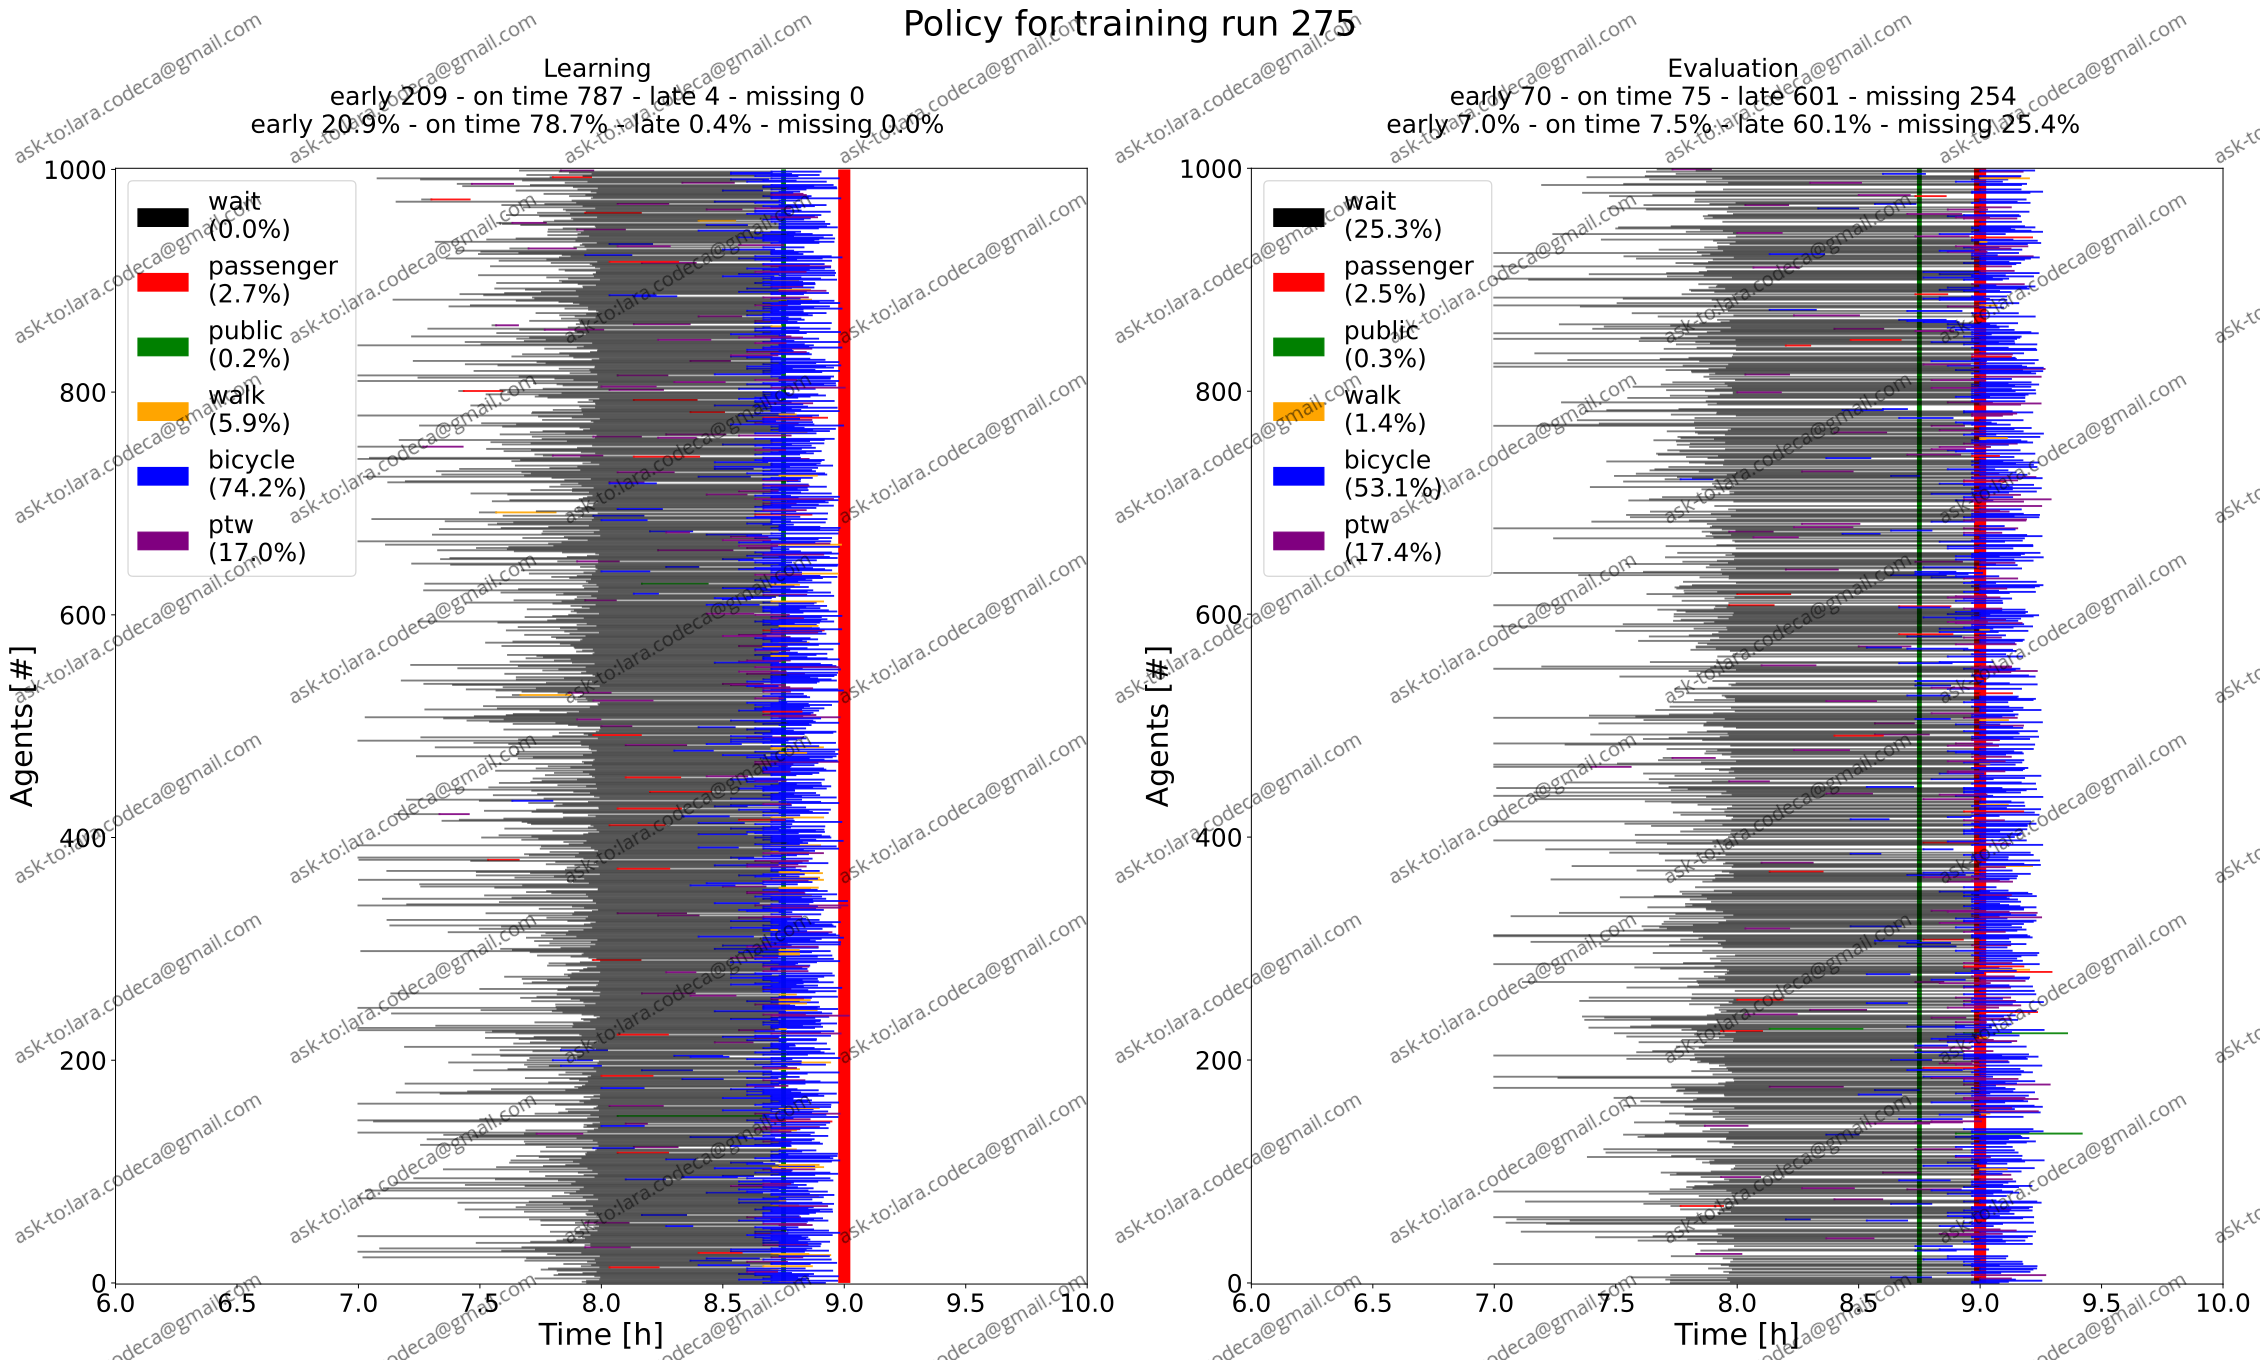 Policy for training run 275
Learning
early 209 - on time 787 - late 4 - missing 0
early 20.9% - on time 78.7% - late 0.4% - missing 0.0%
1000
800
600
400
200
0
Agents [#]
wait
(0.0%)
passenger
(2.7%)
public
(0.2%)
walk
(5.9%)
bicycle
(74.2%)
ptw
(17.0%)
6.0 6.5 7.0 7.5 8.0 8.5 9.0 9.5 10.0
Time [h]
Evaluation
early 70 - on time 75 - late 601 - missing 254
early 7.0% - on time 7.5% - late 60.1% - missing 25.4%
1000
800
600
400
200
0
Agents [#]
wait
(25.3%)
passenger
(2.5%)
public
(0.3%)
walk
(1.4%)
bicycle
(53.1%)
ptw
(17.4%)
6.0 6.5 7.0 7.5 8.0 8.5 9.0 9.5 10.0
Time [h]
ask-to:lara.codeca@gmail.com